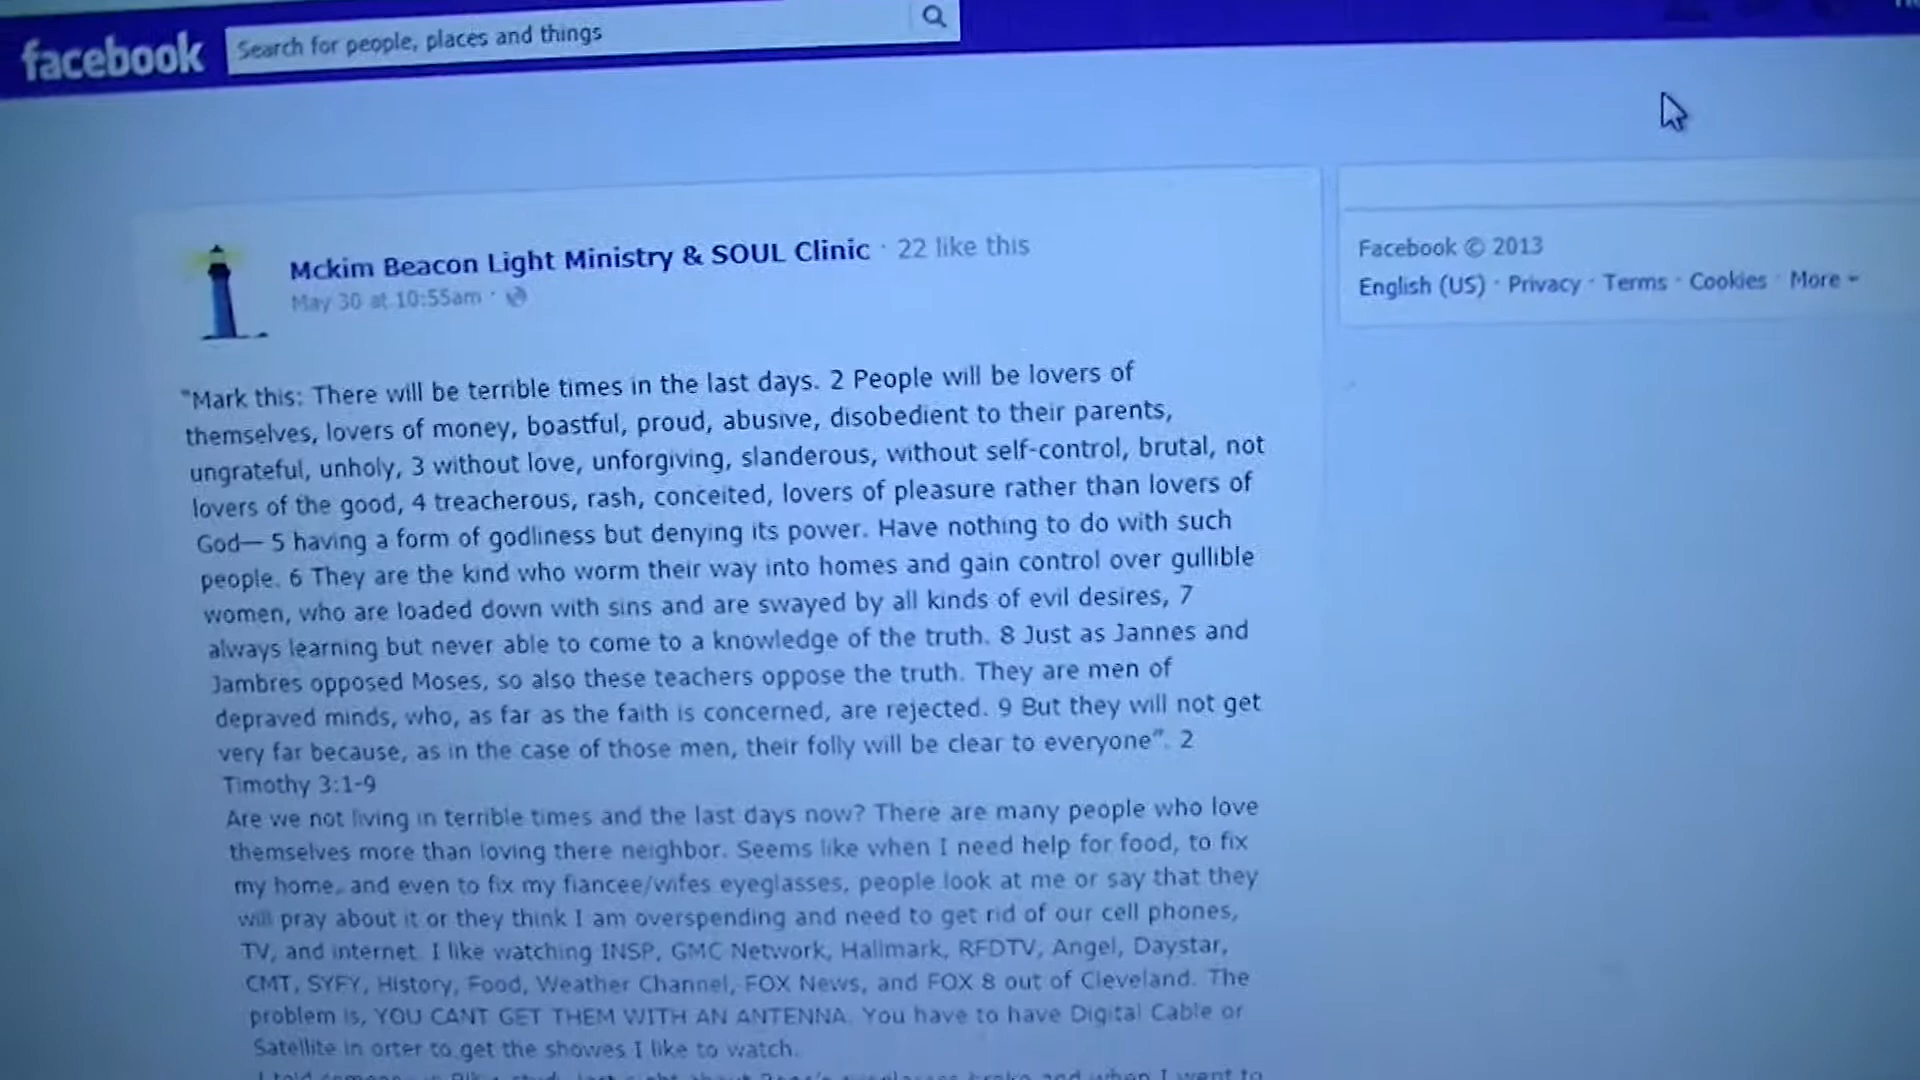 facebook
Search for people, places and things
Mckim Beacon Light Ministry & SOUL Clinic · 22 like this
May 30 at 10:55am ·
"Mark this: There will be terrible times in the last days. 2 People will be lovers of
themselves, lovers of money, boastful, proud, abusive, disobedient to their parents,
ungrateful, unholy, 3 without love, unforgiving, slanderous, without self-control, brutal, not
lovers of the good, 4 treacherous, rash, conceited, lovers of pleasure rather than lovers of
God— 5 having a form of godliness but denying its power. Have nothing to do with such
people. 6 They are the kind who worm their way into homes and gain control over gullible
women, who are loaded down with sins and are swayed by all kinds of evil desires, 7
always learning but never able to come to a knowledge of the truth. 8 Just as Jannes and
Jambres opposed Moses, so also these teachers oppose the truth. They are men of
depraved minds, who, as far as the faith is concerned, are rejected. 9 But they will not get
very far because, as in the case of those men, their folly will be clear to everyone". 2
Timothy 3:1-9
Are we not living in terrible times and the last days now? There are many people who love
themselves more than loving there neighbor. Seems like when I need help for food, to fix
my home, and even to fix my fiancee/wifes eyeglasses, people look at me or say that they
will pray about it or they think I am overspending and need to get rid of our cell phones,
TV, and internet. I like watching INSP, GMC Network, Hallmark, RFDTV, Angel, Daystar,
CMT, SYFY, History, Food, Weather Channel, FOX News, and FOX 8 out of Cleveland. The
problem is, YOU CANT GET THEM WITH AN ANTENNA. You have to have Digital Cable or
Satellite in orter to get the showes I like to watch.
Facebook © 2013
English (US) · Privacy · Terms · Cookies · More